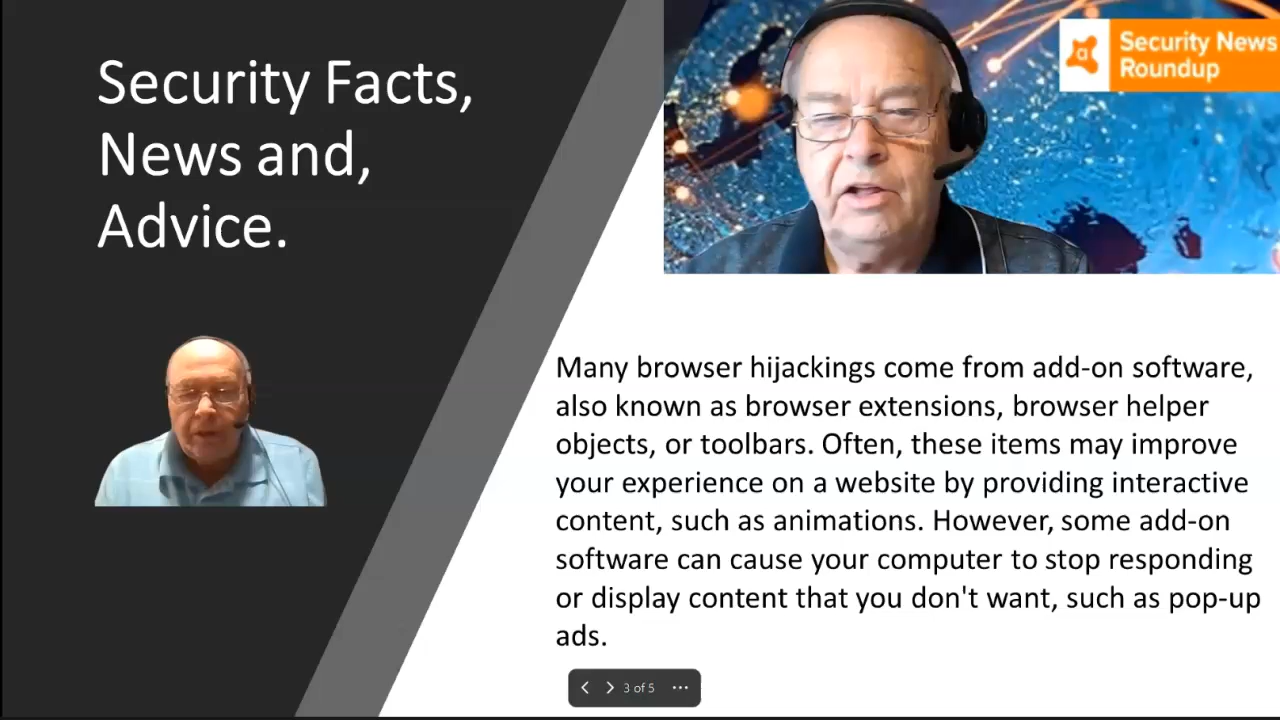 Security Facts,
News and,
Advice.
Security News
Roundup
Many browser hijackings come from add-on software,
also known as browser extensions, browser helper
objects, or toolbars. Often, these items may improve
your experience on a website by providing interactive
content, such as animations. However, some add-on
software can cause your computer to stop responding
or display content that you don't want, such as pop-up
ads.
3 of 5